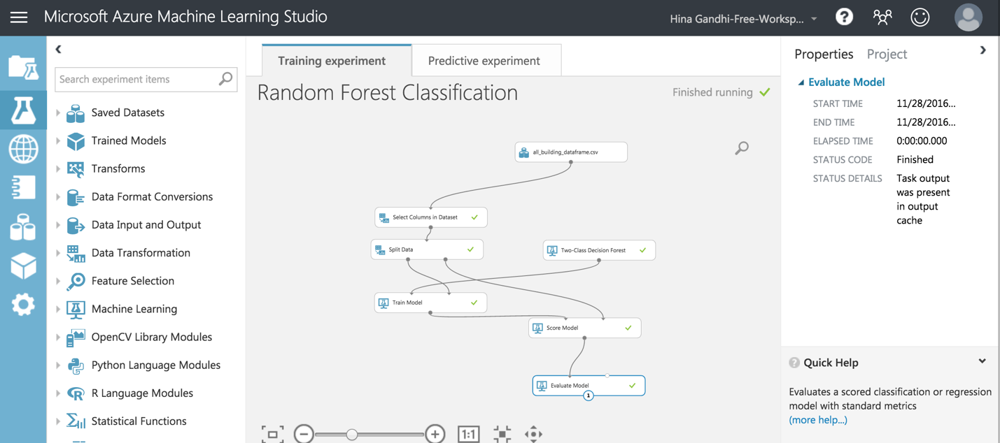 Microsoft Azure Machine Learning Studio
Hina Gandhi-Free-Worksp...
?
Search experiment items
Saved Datasets
Trained Models
Transforms
Data Format Conversions
Data Input and Output
Data Transformation
Feature Selection
Machine Learning
OpenCV Library Modules
Python Language Modules
R Language Modules
Statistical Functions
Training experiment
Predictive experiment
Random Forest Classification
Finished running
all_building_dataframe.csv
Select Columns in Dataset
Split Data
Two-Class Decision Forest
Train Model
Score Model
Evaluate Model
1
1:1
Properties Project
Evaluate Model
START TIME 11/28/2016...
END TIME 11/28/2016...
ELAPSED TIME 0:00:00.000
STATUS CODE Finished
STATUS DETAILS Task output
was present
in output
cache
? Quick Help
Evaluates a scored classification or regression
model with standard metrics
(more help...)